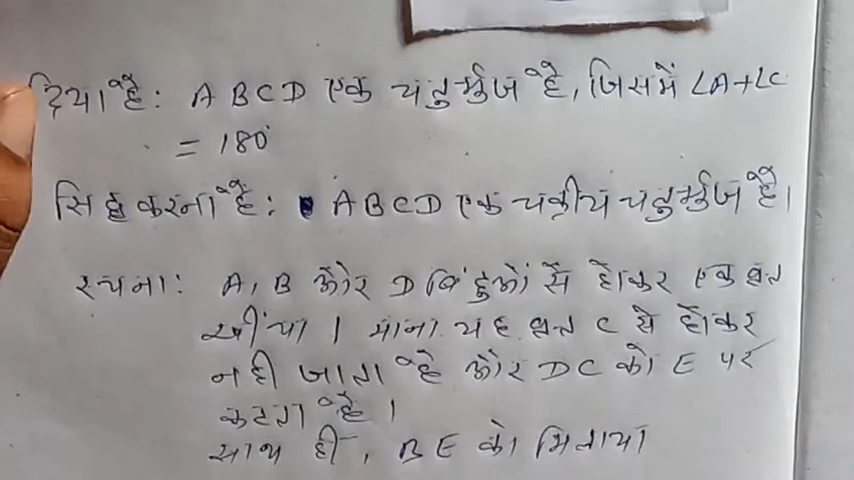 दिया है: ABCD एक चतुर्भुज है, जिसमें ∠A+∠C
= 180°
सिद्ध करना है: ABCD एक चक्रीय चतुर्भुज है।
रचना: A, B और D बिंदुओं से होकर एक वृत्त
खींचा। माना यह वृत्त C से होकर
नही जाता है और DC को E पर
काटता है।
साथ ही, BE को मिलाया